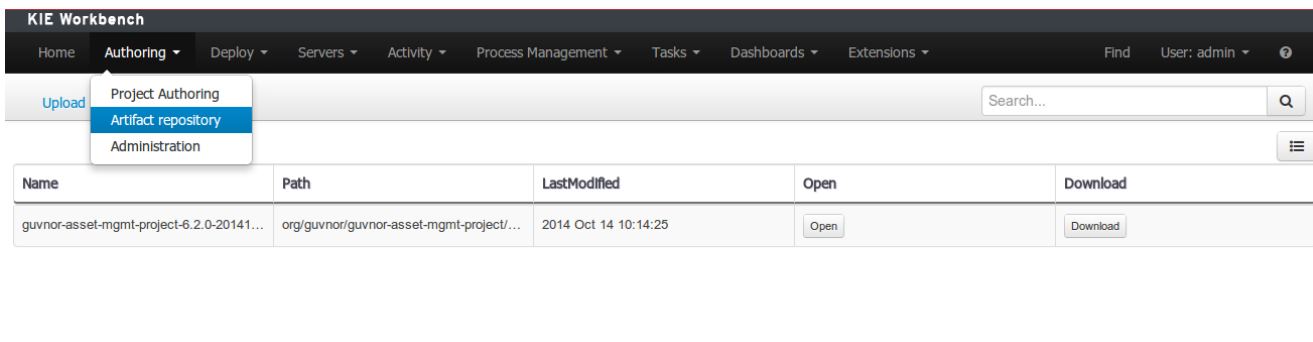 KIE Workbench
Home Authoring Deploy Servers Activity Process Management Tasks Dashboards Extensions Find User: admin
Upload Search...
Project Authoring
Artifact repository
Administration
Name Path LastModified Open Download
guvnor-asset-mgmt-project-6.2.0-20141... org/guvnor/guvnor-asset-mgmt-project/... 2014 Oct 14 10:14:25 Open Download